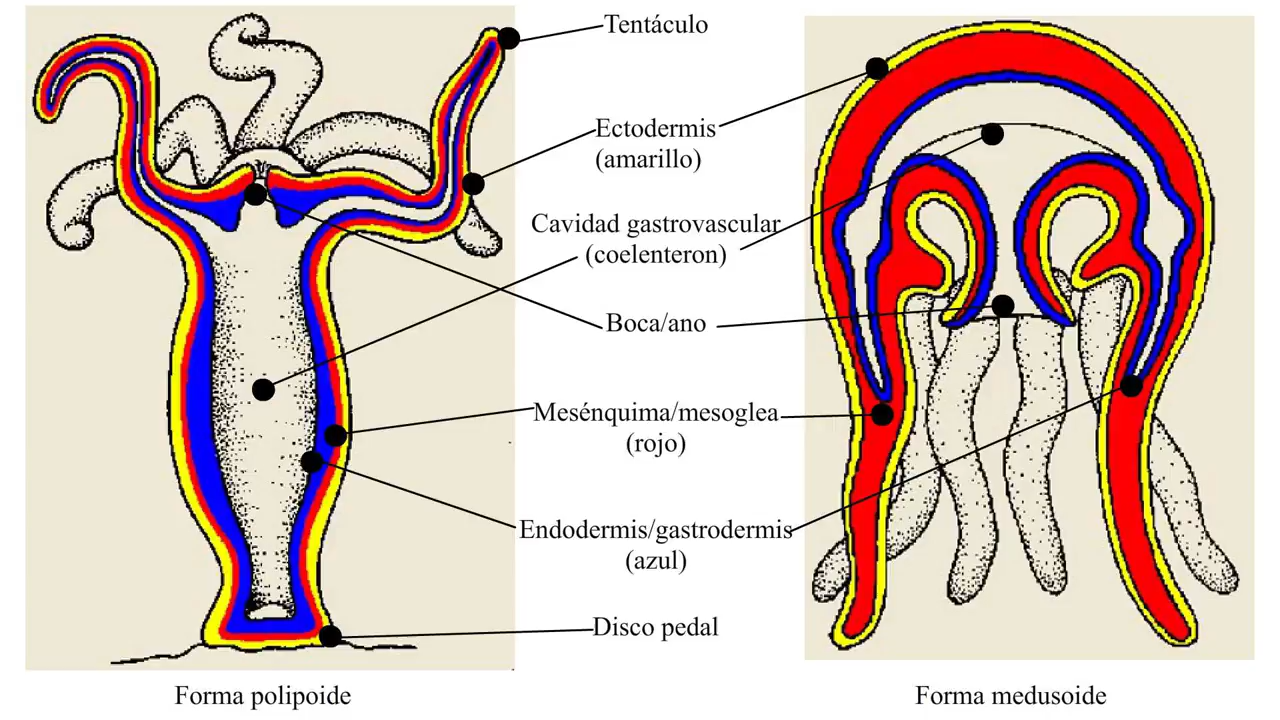 Tentáculo
Ectodermis
(amarillo)
Cavidad gastrovascular
(coelenteron)
Boca/ano
Mesénquima/mesoglea
(rojo)
Endodermis/gastrodermis
(azul)
Disco pedal
Forma polipoide
Forma medusoide